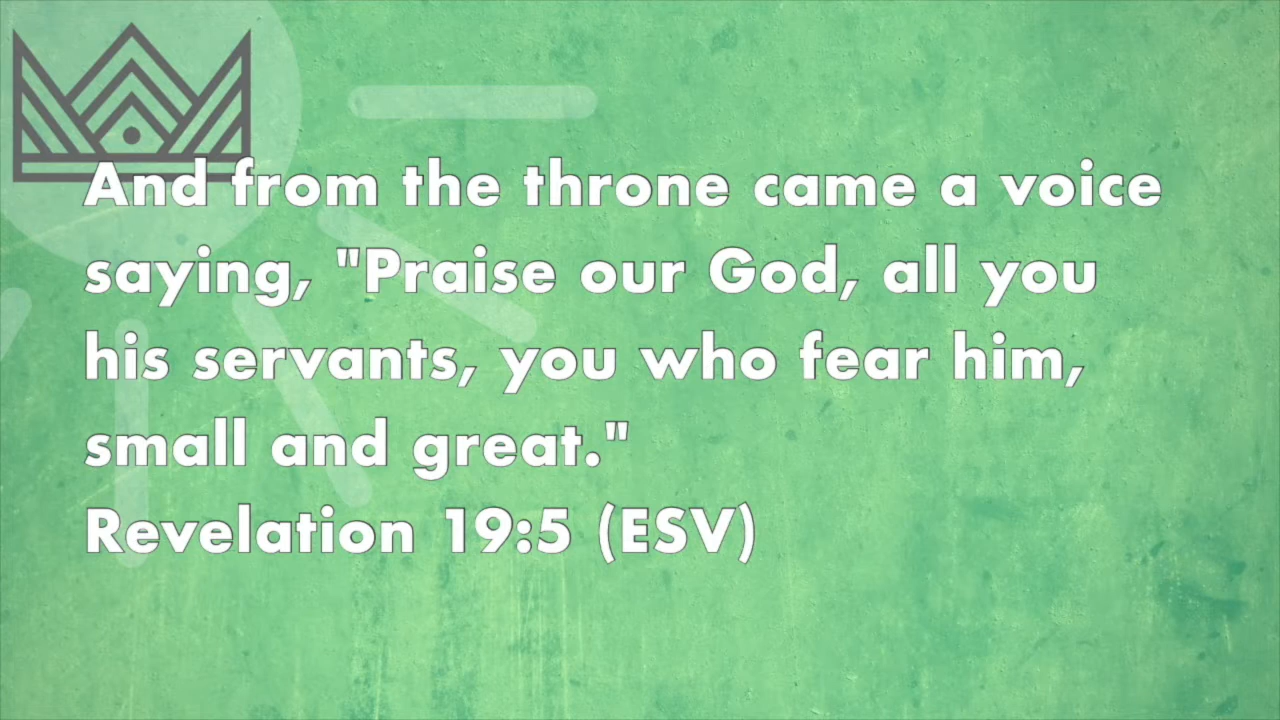 And from the throne came a voice
saying, "Praise our God, all you
his servants, you who fear him,
small and great."
Revelation 19:5 (ESV)